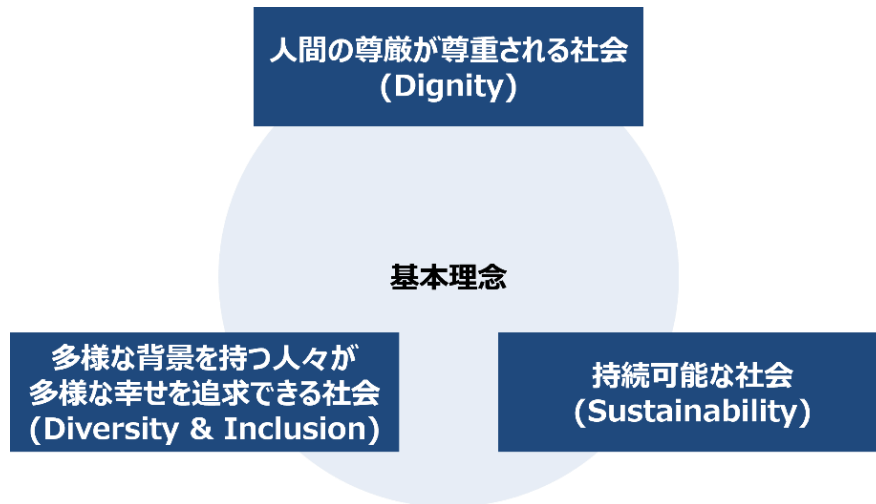 人間の尊厳が尊重される社会
(Dignity)
基本理念
多様な背景を持つ人々が
多様な幸せを追求できる社会
(Diversity & Inclusion)
持続可能な社会
(Sustainability)